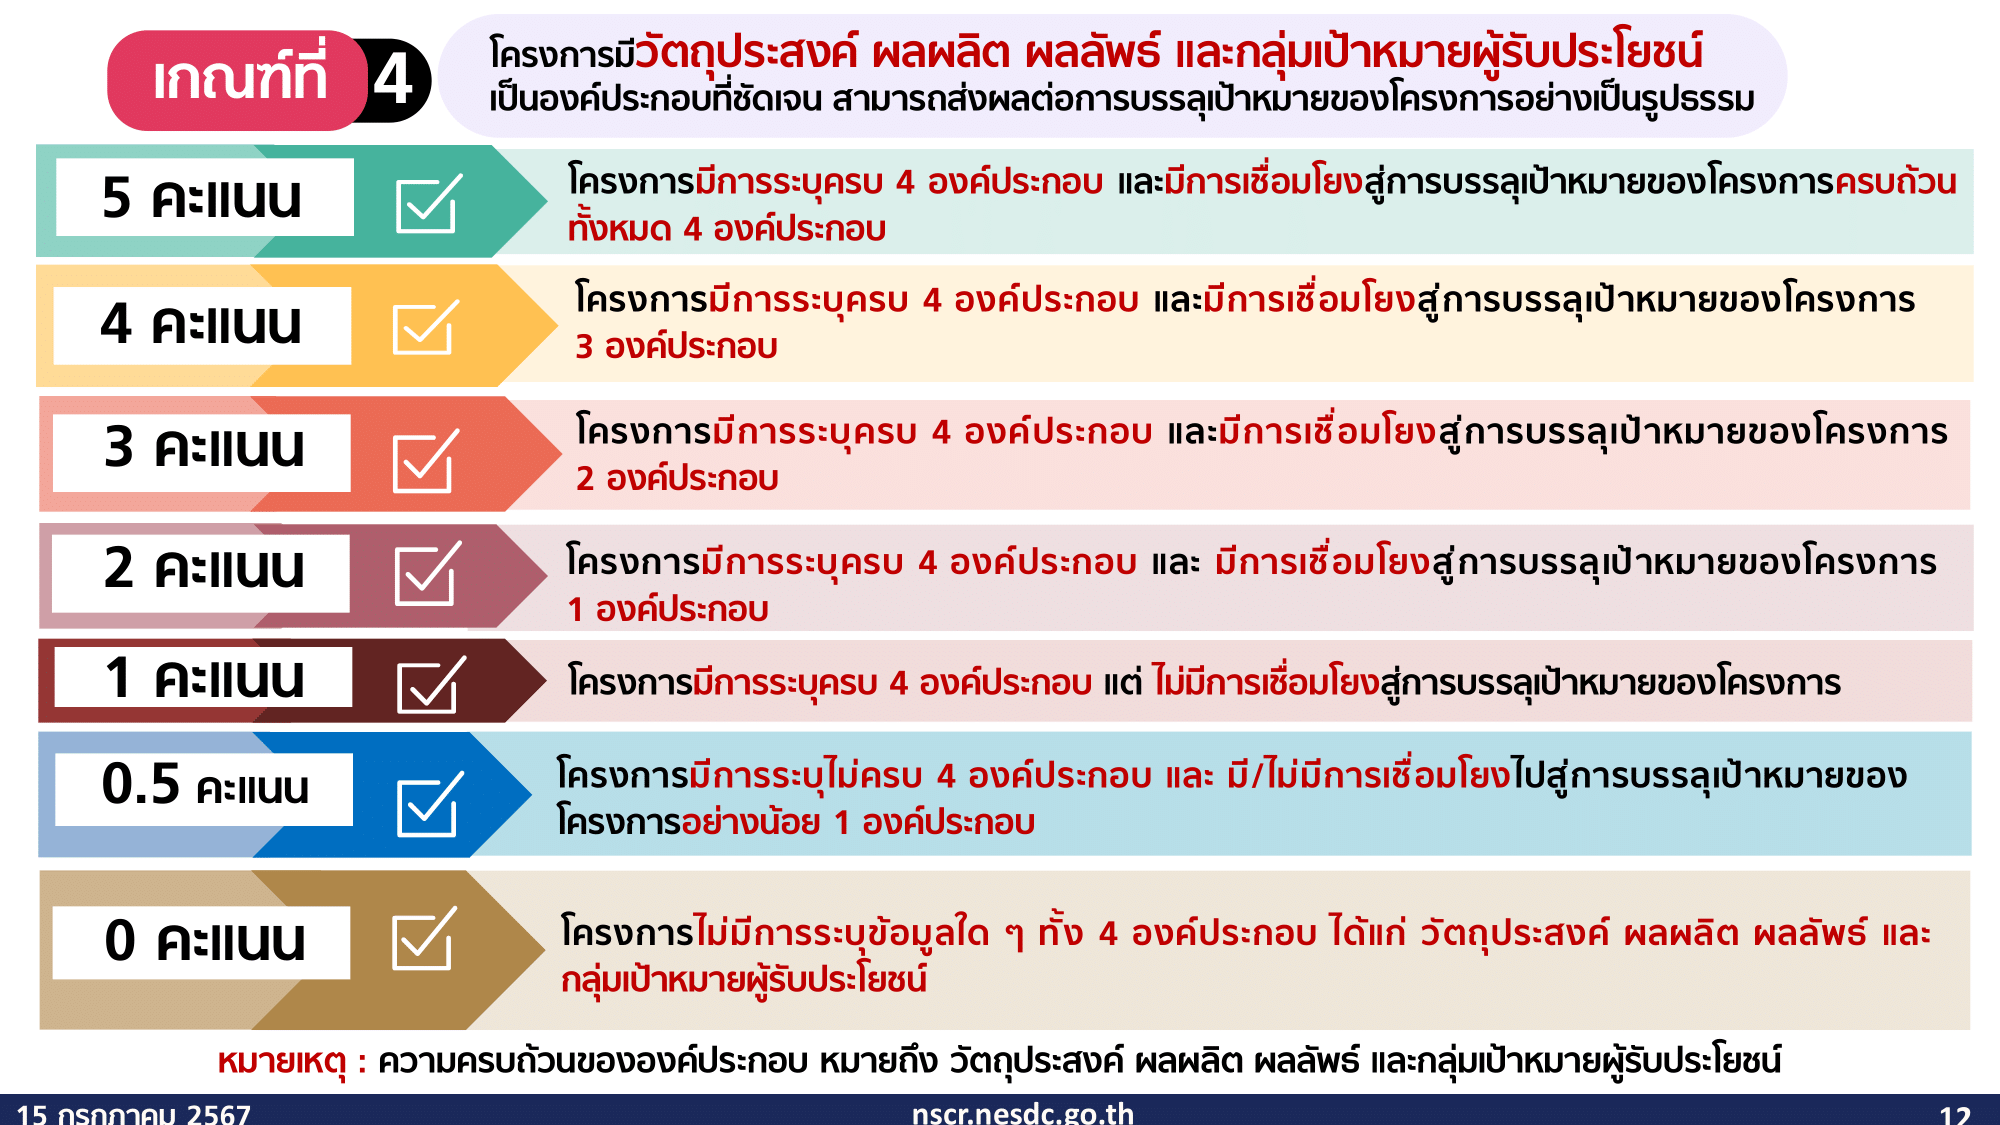 เกณฑ์ที่ 4
โครงการมีวัตถุประสงค์ ผลผลิต ผลลัพธ์ และกลุ่มเป้าหมายผู้รับประโยชน์
เป็นองค์ประกอบที่ชัดเจน สามารถส่งผลต่อการบรรลุเป้าหมายของโครงการอย่างเป็นรูปธรรม
5 คะแนน
โครงการมีการระบุครบ 4 องค์ประกอบ และมีการเชื่อมโยงสู่การบรรลุเป้าหมายของโครงการครบถ้วน
ทั้งหมด 4 องค์ประกอบ
4 คะแนน
โครงการมีการระบุครบ 4 องค์ประกอบ และมีการเชื่อมโยงสู่การบรรลุเป้าหมายของโครงการ
3 องค์ประกอบ
3 คะแนน
โครงการมีการระบุครบ 4 องค์ประกอบ และมีการเชื่อมโยงสู่การบรรลุเป้าหมายของโครงการ
2 องค์ประกอบ
2 คะแนน
โครงการมีการระบุครบ 4 องค์ประกอบ และ มีการเชื่อมโยงสู่การบรรลุเป้าหมายของโครงการ
1 องค์ประกอบ
1 คะแนน
โครงการมีการระบุครบ 4 องค์ประกอบ แต่ ไม่มีการเชื่อมโยงสู่การบรรลุเป้าหมายของโครงการ
0.5 คะแนน
โครงการมีการระบุไม่ครบ 4 องค์ประกอบ และ มี/ไม่มีการเชื่อมโยงไปสู่การบรรลุเป้าหมายของ
โครงการอย่างน้อย 1 องค์ประกอบ
0 คะแนน
โครงการไม่มีการระบุข้อมูลใด ๆ ทั้ง 4 องค์ประกอบ ได้แก่ วัตถุประสงค์ ผลผลิต ผลลัพธ์ และ
กลุ่มเป้าหมายผู้รับประโยชน์
หมายเหตุ : ความครบถ้วนขององค์ประกอบ หมายถึง วัตถุประสงค์ ผลผลิต ผลลัพธ์ และกลุ่มเป้าหมายผู้รับประโยชน์
15 กรกฎาคม 2567
nscr.nesdc.go.th
12